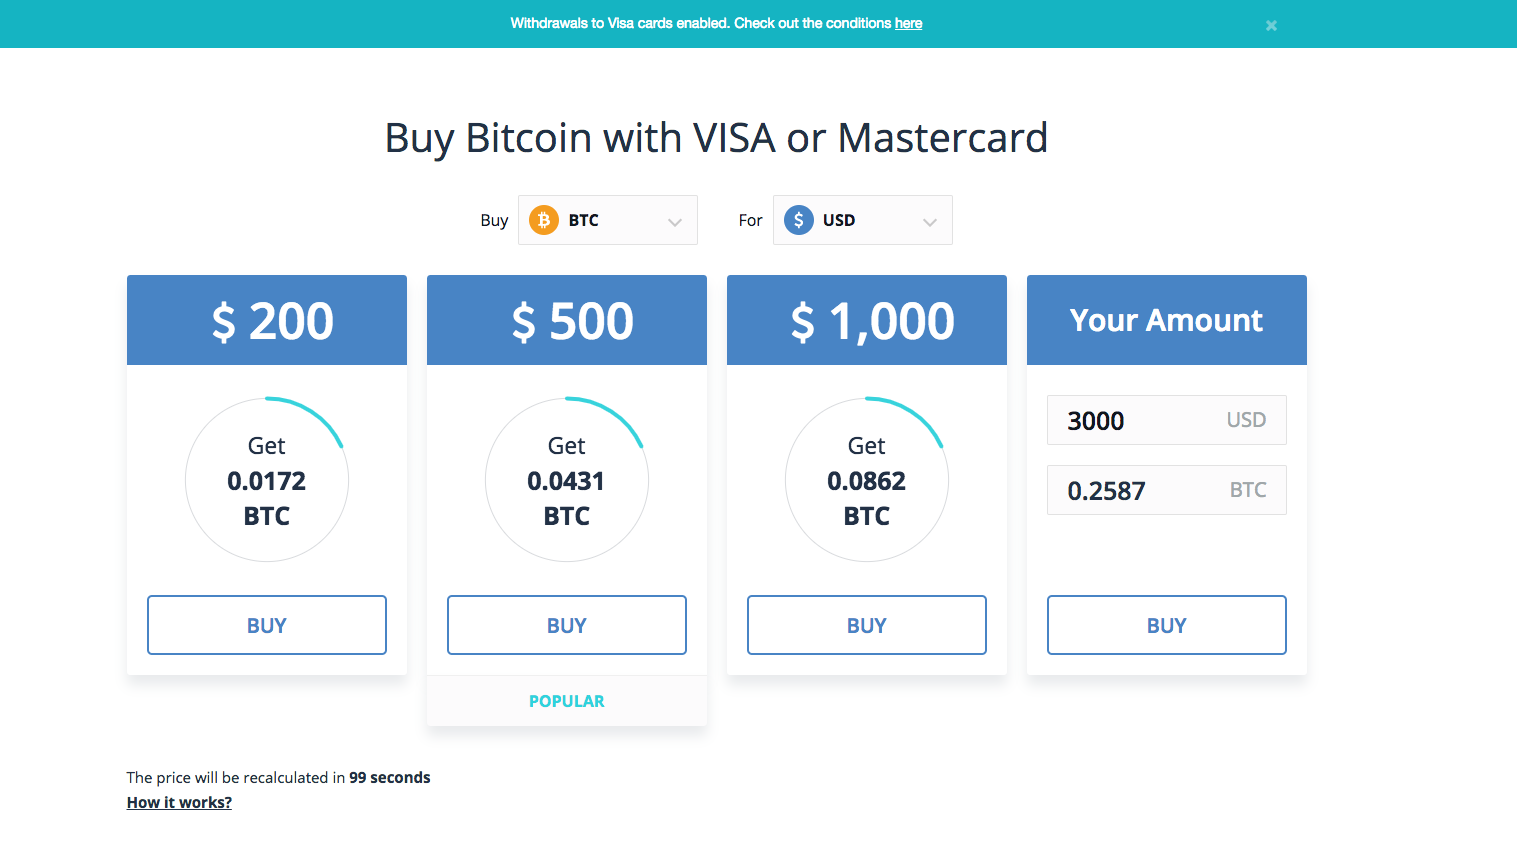 Withdrawals to Visa cards enabled. Check out the conditions here
Buy Bitcoin with VISA or Mastercard
Buy BTC For USD
$ 200
Get
0.0172
BTC
BUY
$ 500
Get
0.0431
BTC
BUY
POPULAR
$ 1,000
Get
0.0862
BTC
BUY
Your Amount
3000 USD
0.2587 BTC
BUY
The price will be recalculated in 99 seconds
How it works?